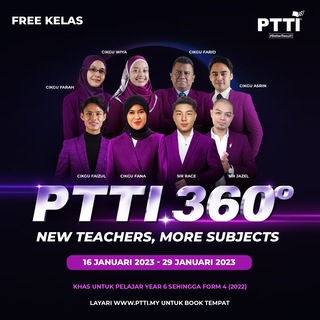 FREE KELAS
PTTI
#BetterResult
CIKGU WIYA
CIKGU FARID
CIKGU FARAH
CIKGU ASRIN
CIKGU FAIZUL
CIKGU FANA
SIR RACE
SIR JAZEL
PTTI 360°
NEW TEACHERS, MORE SUBJECTS
16 JANUARI 2023 - 29 JANUARI 2023
KHAS UNTUK PELAJAR YEAR 6 SEHINGGA FORM 4 (2022)
LAYARI WWW.PTTI.MY UNTUK BOOK TEMPAT